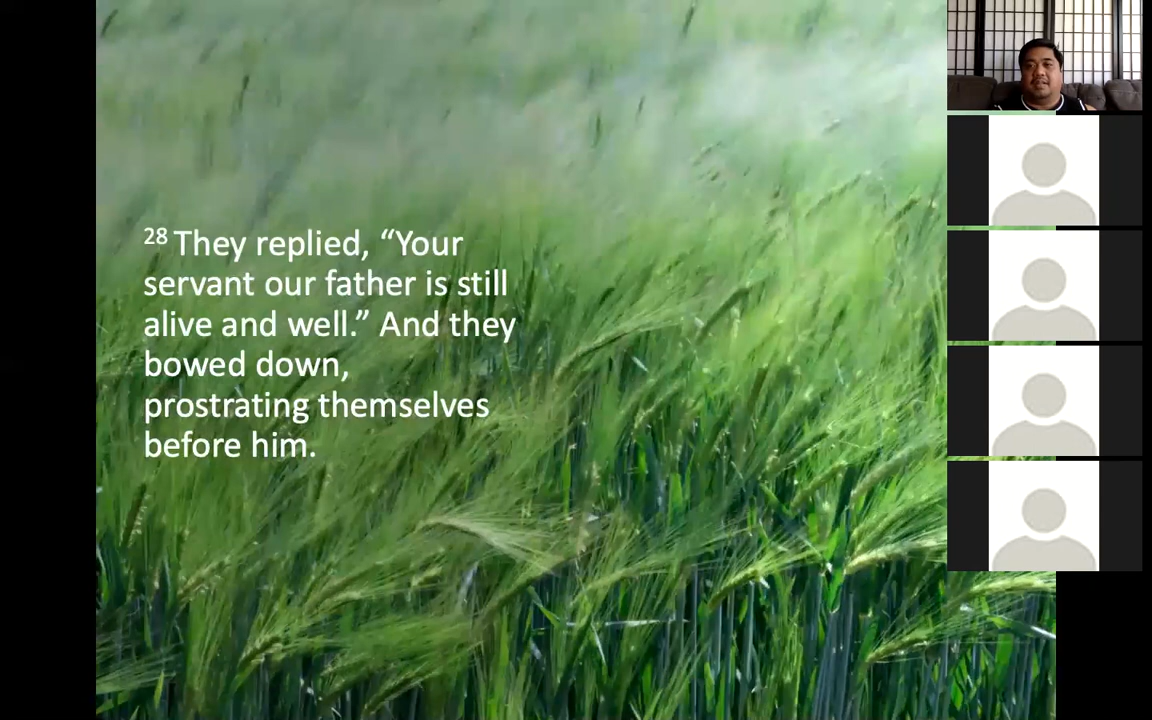 28 They replied, “Your
servant our father is still
alive and well.” And they
bowed down,
prostrating themselves
before him.